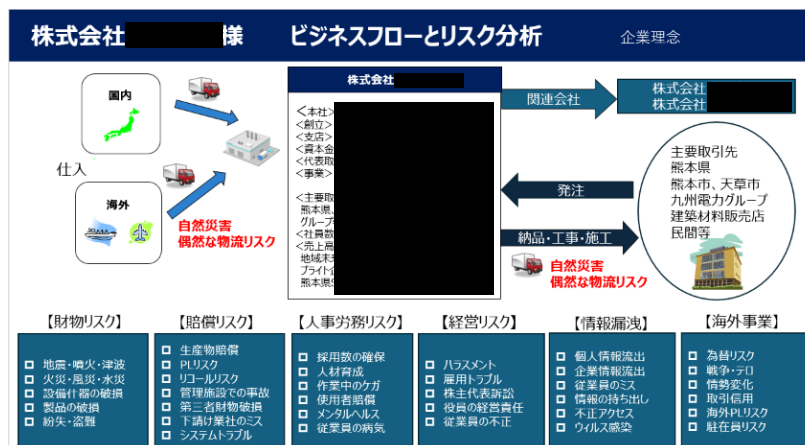 株式会社 様 ビジネスフローとリスク分析 企業理念
国内
仕入
海外
自然災害
偶然な物流リスク
株式会社
<本社>
<創立>
<支店>
<資本金
<代表取
<事業>
<主要取
熊本県、
グループ
<社員数
<売上高
地域未
ブライト企
熊本県
関連会社
株式会社
株式会社
発注
納品・工事・施工
自然災害
偶然な物流リスク
主要取引先
熊本県
熊本市、天草市
九州電力グループ
建築材料販売店
民間等
【財物リスク】
□ 地震・噴火・津波
□ 火災・風災・水災
□ 設備什器の破損
□ 製品の破損
□ 紛失・盗難
【賠償リスク】
□ 生産物賠償
□ PLリスク
□ リコールリスク
□ 管理施設での事故
□ 第三者財物破損
□ 下請け業社のミス
□ システムトラブル
【人事労務リスク】
□ 採用数の確保
□ 人材育成
□ 作業中のケガ
□ 使用者賠償
□ メンタルヘルス
□ 従業員の病気
【経営リスク】
□ ハラスメント
□ 雇用トラブル
□ 株主代表訴訟
□ 役員の経営責任
□ 従業員の不正
【情報漏洩】
□ 個人情報流出
□ 企業情報流出
□ 従業員のミス
□ 情報の持ち出し
□ 不正アクセス
□ ウィルス感染
【海外事業】
□ 為替リスク
□ 戦争・テロ
□ 情勢変化
□ 取引信用
□ 海外PLリスク
□ 駐在員リスク